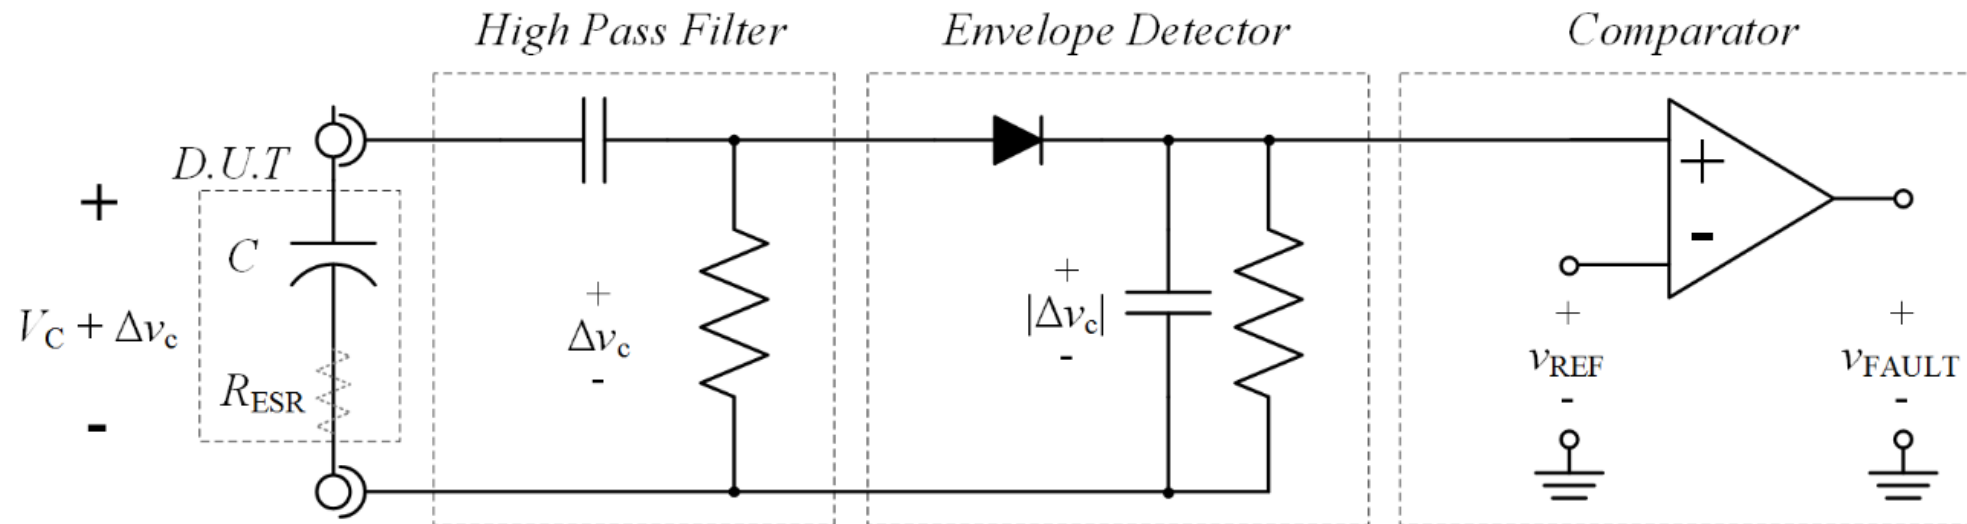 High Pass Filter
Envelope Detector
Comparator
D.U.T
+
C
V_C + Δv_c
R_ESR
-
+
Δv_c
-
+
|Δv_c|
-
+
-
+
v_REF
-
+
v_FAULT
-